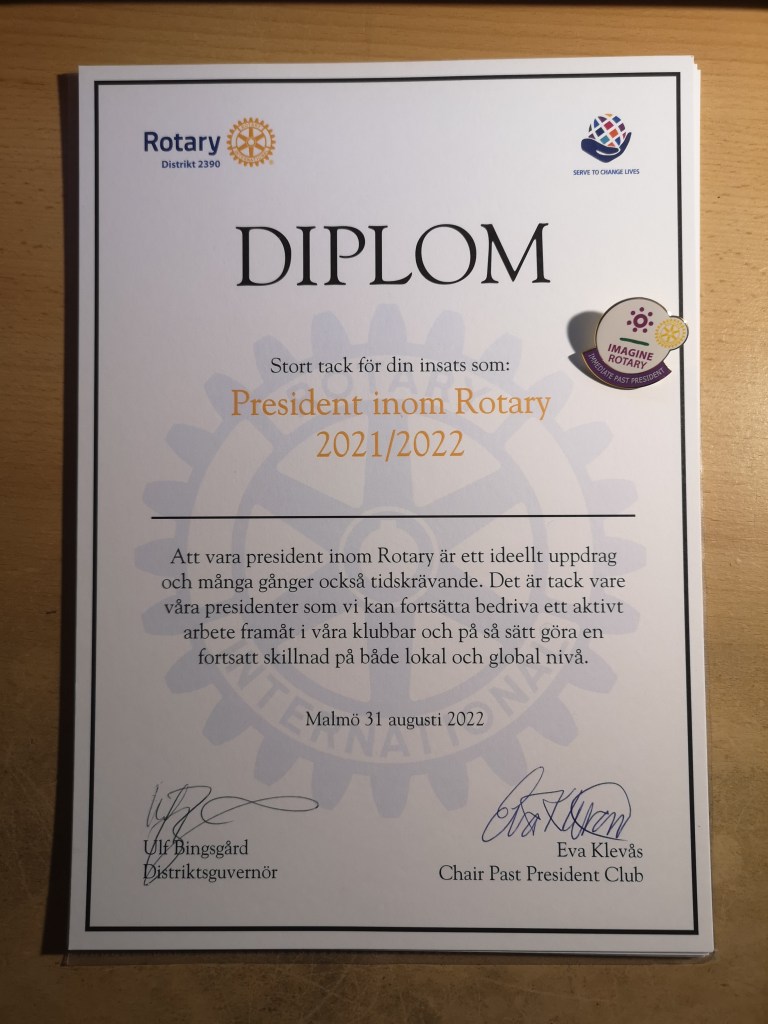 Rotary
Distrikt 2390
SERVE TO CHANGE LIVES
DIPLOM
Stort tack för din insats som:
President inom Rotary
2021/2022
IMAGINE
ROTARY
IMMEDIATE PAST PRESIDENT
Att vara president inom Rotary är ett ideellt uppdrag
och många gånger också tidskrävande. Det är tack vare
våra presidenter som vi kan fortsätta bedriva ett aktivt
arbete framåt i våra klubbar och på så sätt göra en
fortsatt skillnad på både lokal och global nivå.
ROTARY
INTERNATIONAL
Malmö 31 augusti 2022
Ulf Bingsgård
Distriktsguvernör
Eva Klevås
Chair Past President Club